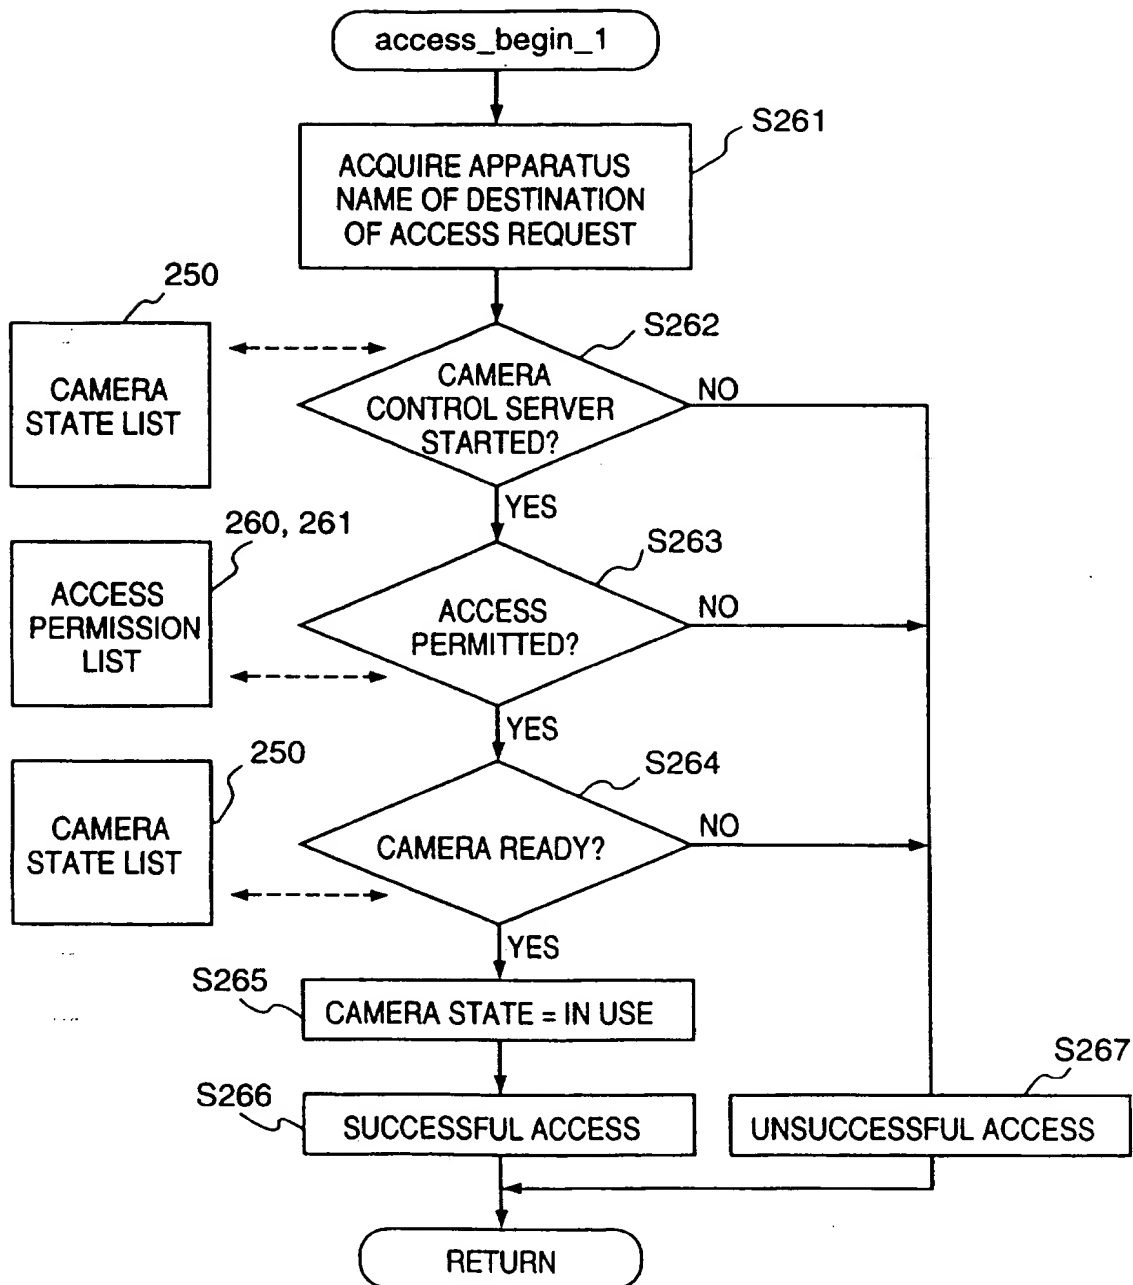 access_begin_1
S261
ACQUIRE APPARATUS
NAME OF DESTINATION
OF ACCESS REQUEST
250
S262
CAMERA
STATE LIST
CAMERA
CONTROL SERVER
STARTED?
NO
YES
260, 261
S263
ACCESS
PERMISSION
LIST
ACCESS
PERMITTED?
NO
YES
250
S264
CAMERA
STATE LIST
CAMERA READY?
NO
YES
S265
CAMERA STATE = IN USE
S266
SUCCESSFUL ACCESS
S267
UNSUCCESSFUL ACCESS
RETURN